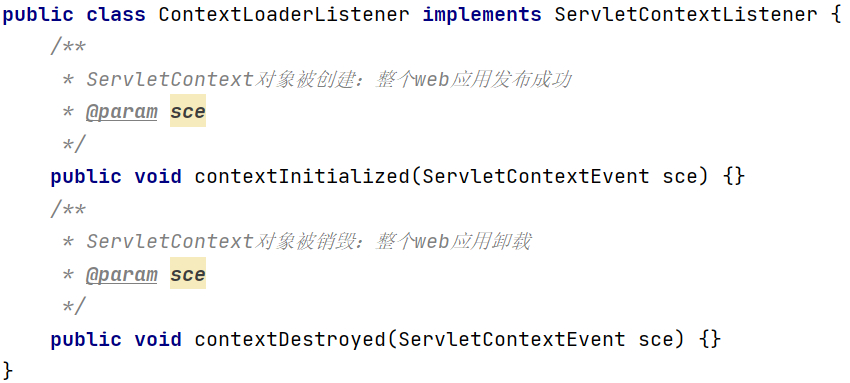 public class ContextLoaderListener implements ServletContextListener {
    /**
     * ServletContext对象被创建：整个web应用发布成功
     * @param sce
     */
    public void contextInitialized(ServletContextEvent sce) {}
    /**
     * ServletContext对象被销毁：整个web应用卸载
     * @param sce
     */
    public void contextDestroyed(ServletContextEvent sce) {}
}